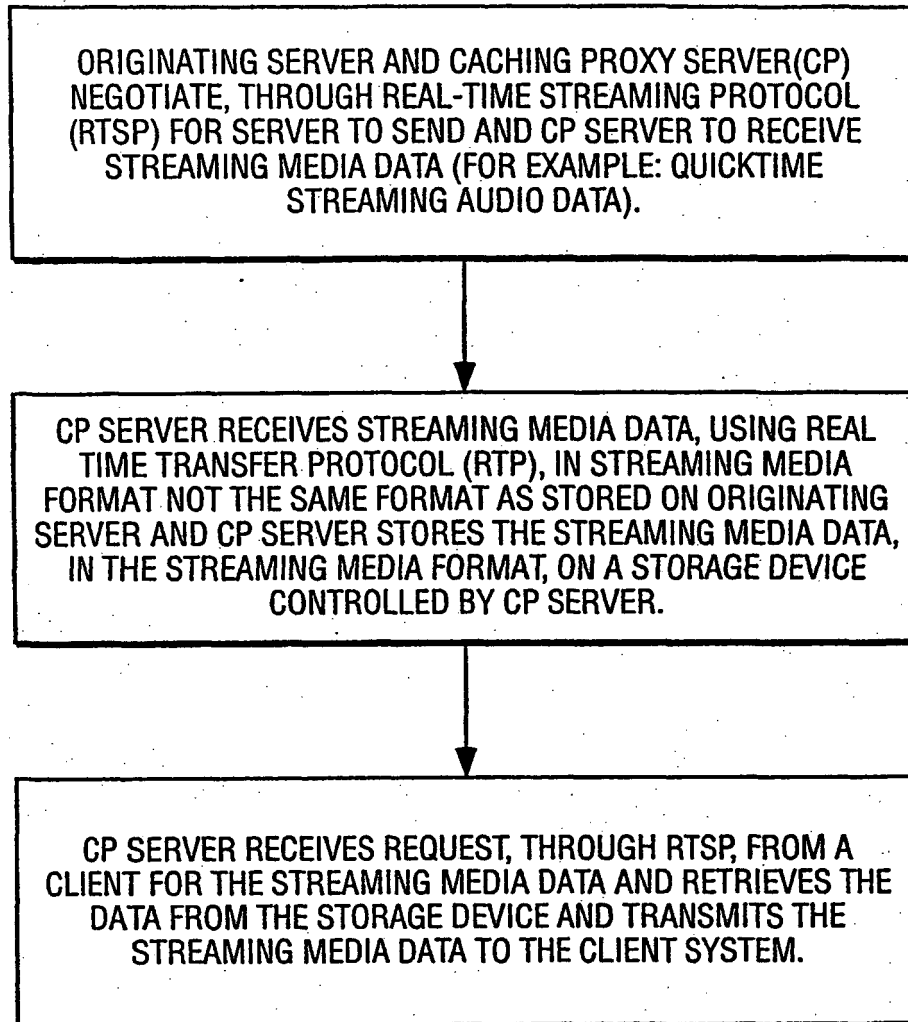 ORIGINATING SERVER AND CACHING PROXY SERVER(CP)
NEGOTIATE, THROUGH REAL-TIME STREAMING PROTOCOL
(RTSP) FOR SERVER TO SEND AND CP SERVER TO RECEIVE
STREAMING MEDIA DATA (FOR EXAMPLE: QUICKTIME
STREAMING AUDIO DATA).
CP SERVER RECEIVES STREAMING MEDIA DATA, USING REAL
TIME TRANSFER PROTOCOL (RTP), IN STREAMING MEDIA
FORMAT NOT THE SAME FORMAT AS STORED ON ORIGINATING
SERVER AND CP SERVER STORES THE STREAMING MEDIA DATA,
IN THE STREAMING MEDIA FORMAT, ON A STORAGE DEVICE
CONTROLLED BY CP SERVER.
CP SERVER RECEIVES REQUEST, THROUGH RTSP, FROM A
CLIENT FOR THE STREAMING MEDIA DATA AND RETRIEVES THE
DATA FROM THE STORAGE DEVICE AND TRANSMITS THE
STREAMING MEDIA DATA TO THE CLIENT SYSTEM.